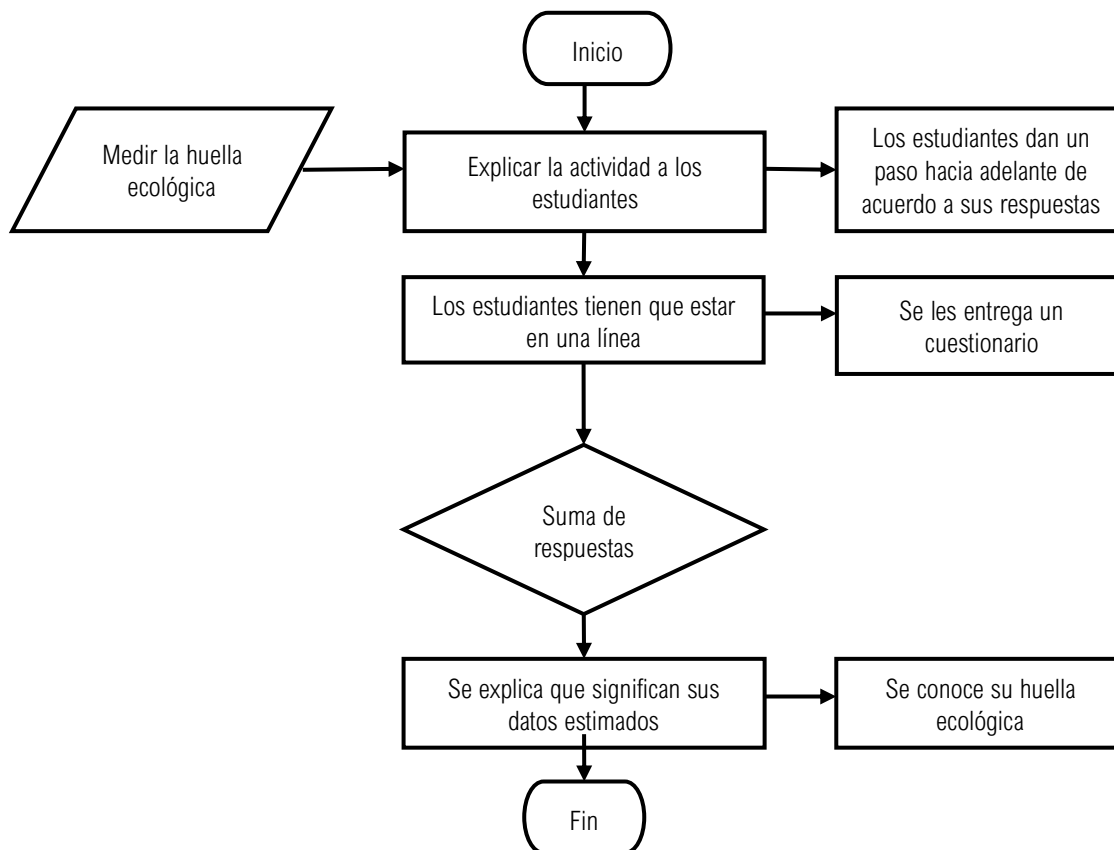 Inicio
Medir la huella
ecológica
Explicar la actividad a los
estudiantes
Los estudiantes dan un
paso hacia adelante de
acuerdo a sus respuestas
Los estudiantes tienen que estar
en una línea
Se les entrega un
cuestionario
Suma de
respuestas
Se explica que significan sus
datos estimados
Se conoce su huella
ecológica
Fin